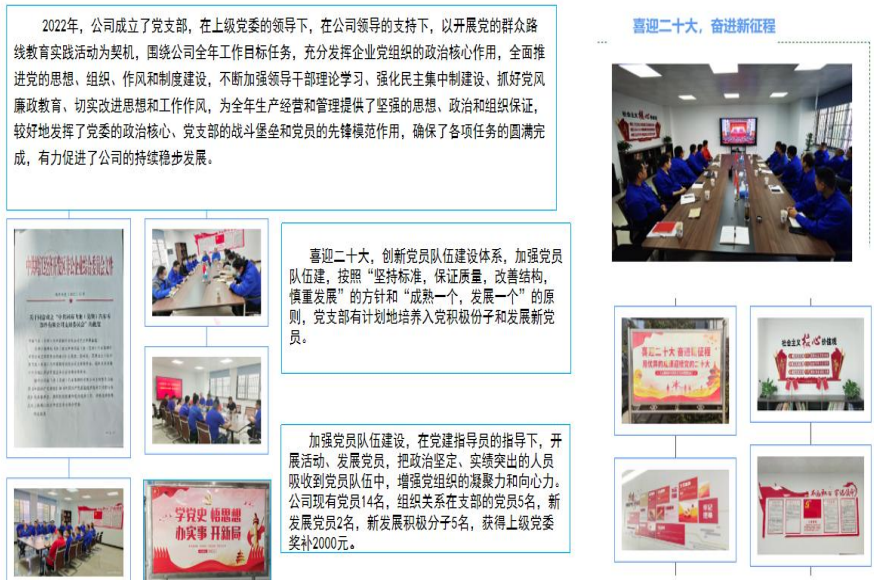 2022年，公司成立了党支部，在上级党委的领导下，在公司领导的支持下，以开展党的群众路
线教育实践活动为契机，围绕公司全年工作目标任务，充分发挥企业党组织的政治核心作用，全面推
进党的思想、组织、作风和制度建设，不断加强领导干部理论学习、强化民主集中制建设、抓好党风
廉政教育、切实改进思想和工作作风，为全年生产经营和管理提供了坚强的思想、政治和组织保证，
较好地发挥了党委的政治核心、党支部的战斗堡垒和党员的先锋模范作用，确保了各项任务的圆满完
成，有力促进了公司的持续稳步发展。
喜迎二十大，创新党员队伍建设体系，加强党员
队伍建，按照“坚持标准，保证质量，改善结构，
慎重发展”的方针和“成熟一个，发展一个”的原
则，党支部有计划地培养入党积极份子和发展新党
员。
加强党员队伍建设，在党建指导员的指导下，开
展活动、发展党员，把政治坚定、实绩突出的人员
吸收到党员队伍中，增强党组织的凝聚力和向心力。
公司现有党员14名，组织关系在支部的党员5名，新
发展党员2名，新发展积极分子5名，获得上级党委
奖补2000元。
学党史 悟思想
办实事 开新局
喜迎二十大，奋进新征程
社会主义核心价值观
喜迎二十大 奋进新征程
社会主义核心价值观